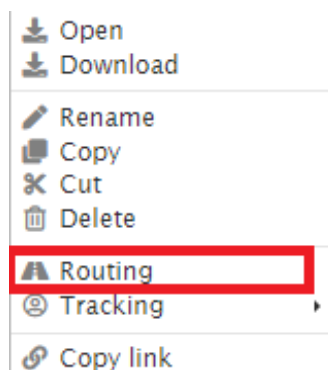 Open
Download
Rename
Copy
Cut
Delete
Routing
Tracking
Copy link